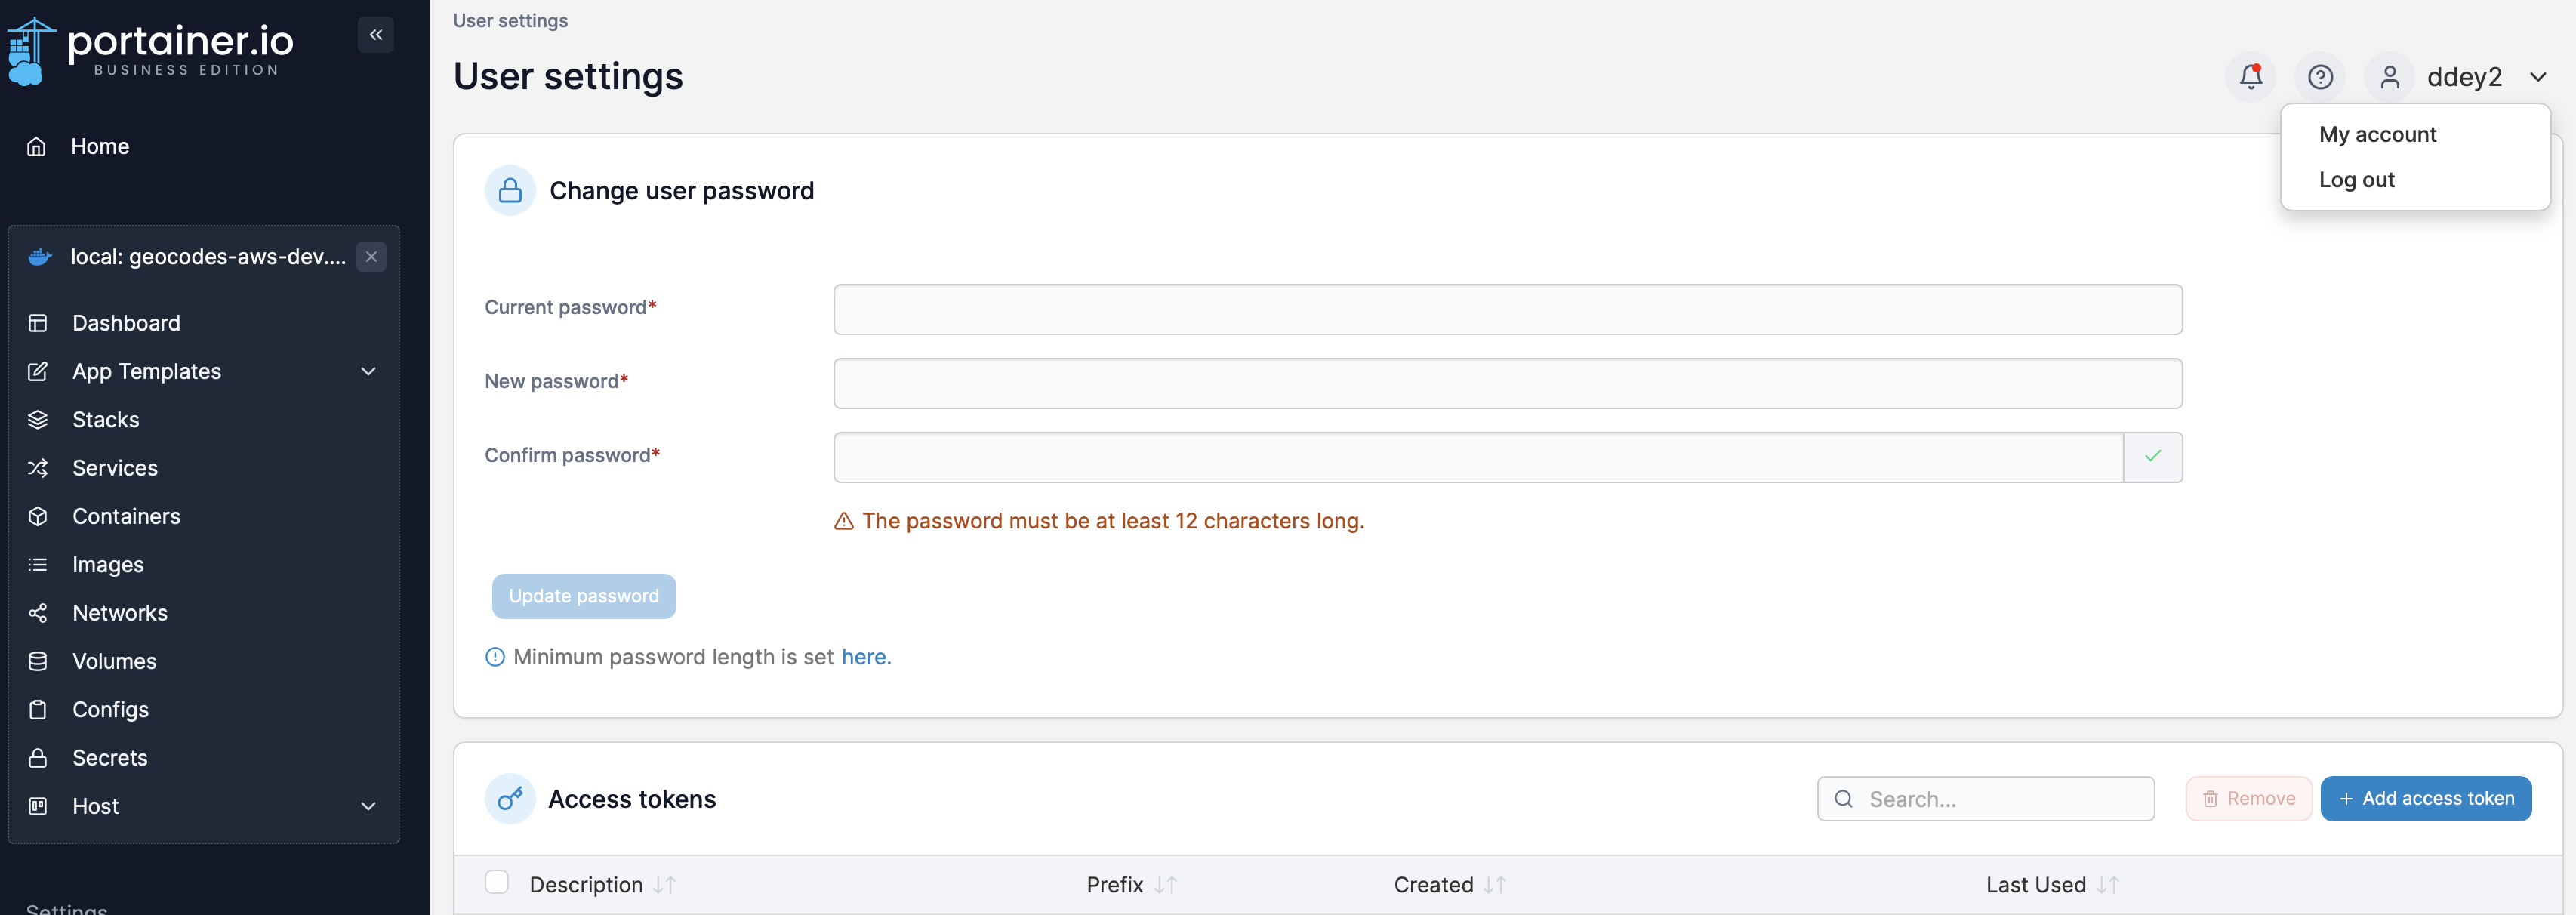 portainer.io
BUSINESS EDITION
Home
local: geocodes-aws-dev....
Dashboard
App Templates
Stacks
Services
Containers
Images
Networks
Volumes
Configs
Secrets
Host
Settings
User settings
User settings
ddey2
My account
Log out
Change user password
Current password*
New password*
Confirm password*
The password must be at least 12 characters long.
Update password
Minimum password length is set here.
Access tokens
Search...
Remove
+ Add access token
Description Prefix Created Last Used